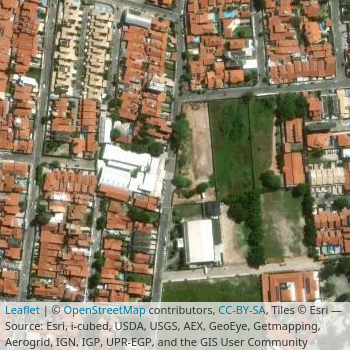 Leaflet | © OpenStreetMap contributors, CC-BY-SA, Tiles © Esri —
Source: Esri, i-cubed, USDA, USGS, AEX, GeoEye, Getmapping,
Aerogrid, IGN, IGP, UPR-EGP, and the GIS User Community